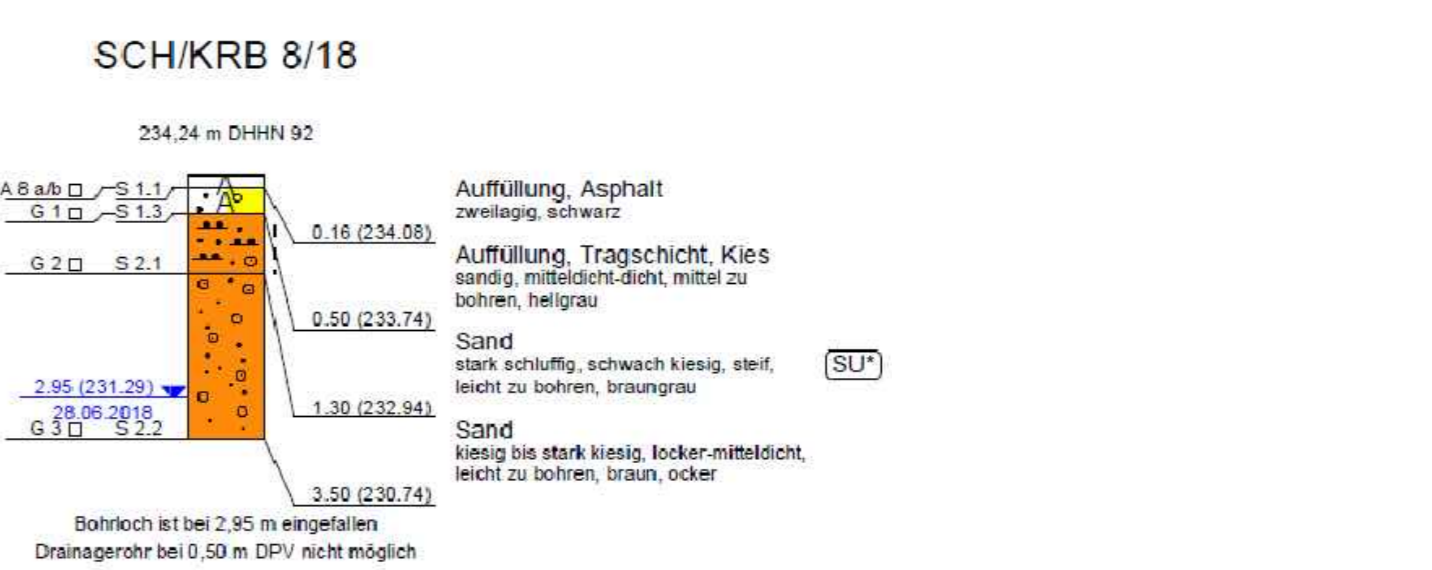 SCH/KRB 8/18
234,24 m DHHN 92
A 8 a/b S 1.1
G 1 S 1.3
G 2 S 2.1
2.95 (231.29)
28.06.2018
G 3 S 2.2
A
A
0.16 (234.08)
0.50 (233.74)
1.30 (232.94)
3.50 (230.74)
Auffüllung, Asphalt
zweilagig, schwarz
Auffüllung, Tragschicht, Kies
sandig, mitteldicht-dicht, mittel zu
bohren, hellgrau
Sand
stark schluffig, schwach kiesig, steif,
leicht zu bohren, braungrau
SU*
Sand
kiesig bis stark kiesig, locker-mitteldicht,
leicht zu bohren, braun, ocker
Bohrloch ist bei 2,95 m eingefallen
Drainagerohr bei 0,50 m DPV nicht möglich